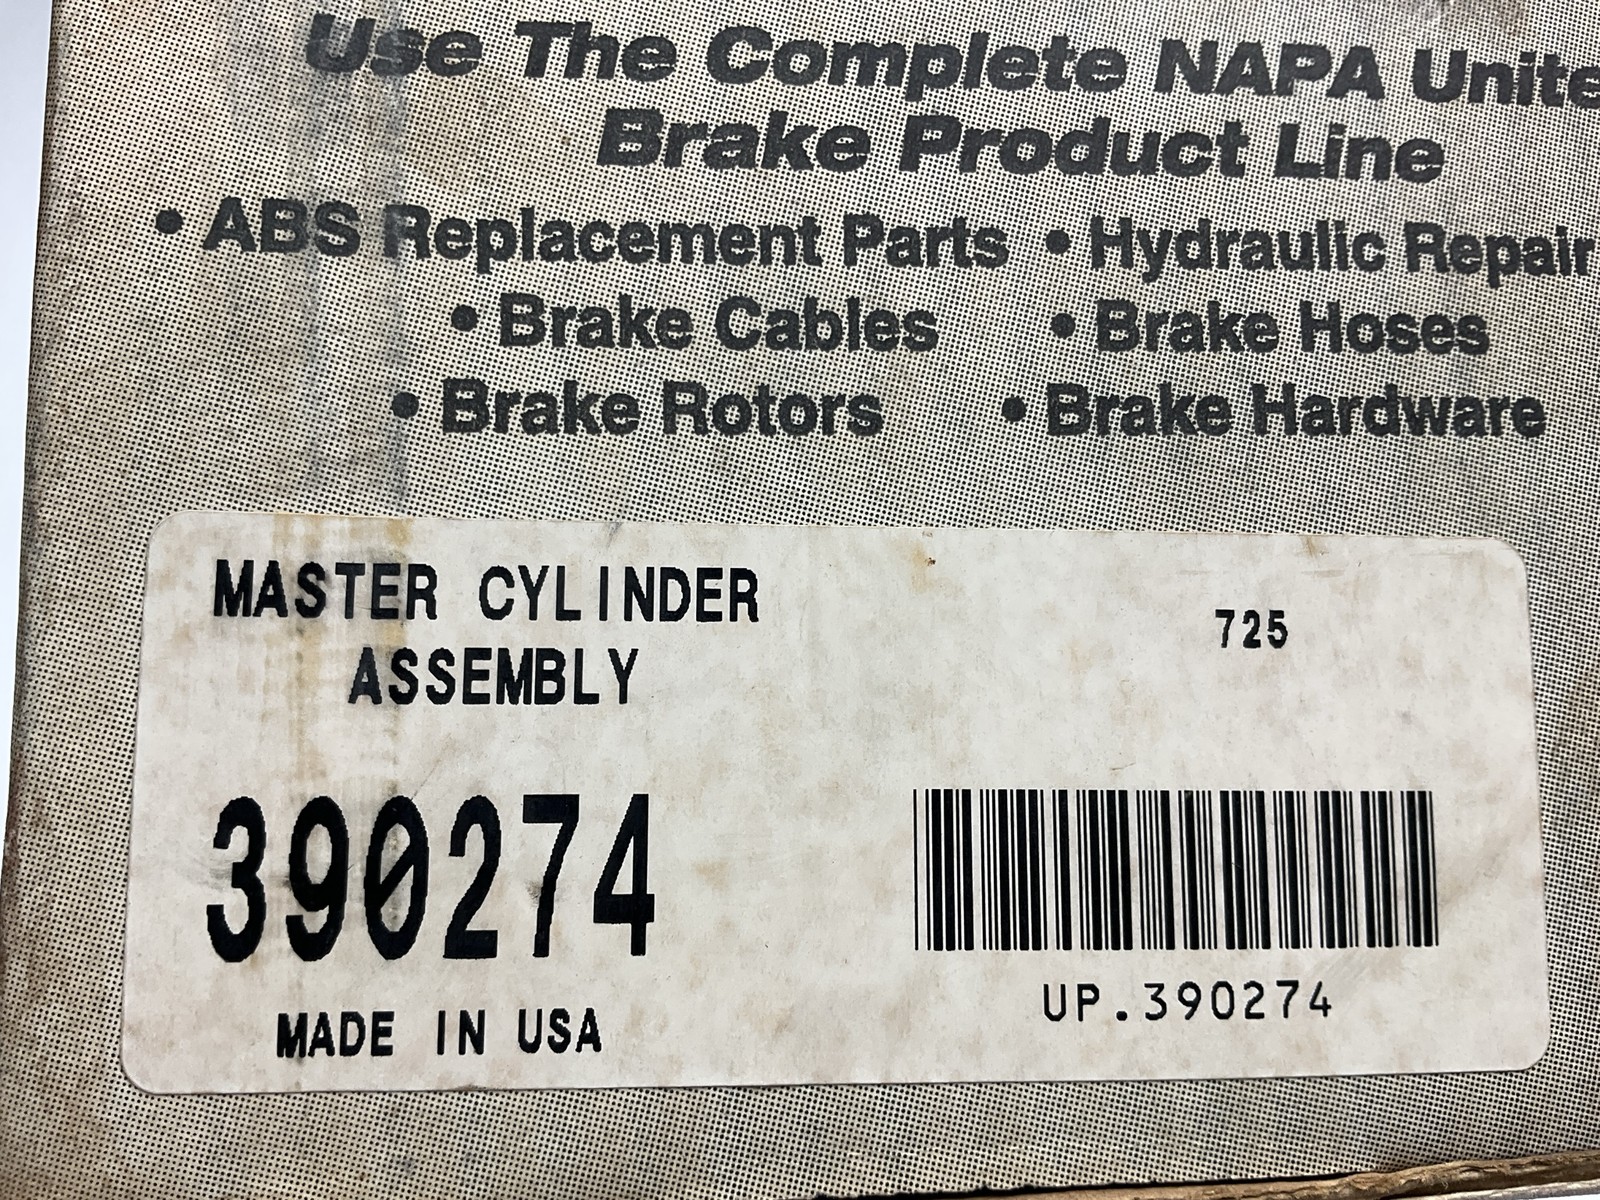 Use The Complete NAPA Unite
Brake Product Line
• ABS Replacement Parts • Hydraulic Repair
• Brake Cables • Brake Hoses
• Brake Rotors • Brake Hardware
MASTER CYLINDER
ASSEMBLY
725
390274
UP.390274
MADE IN USA